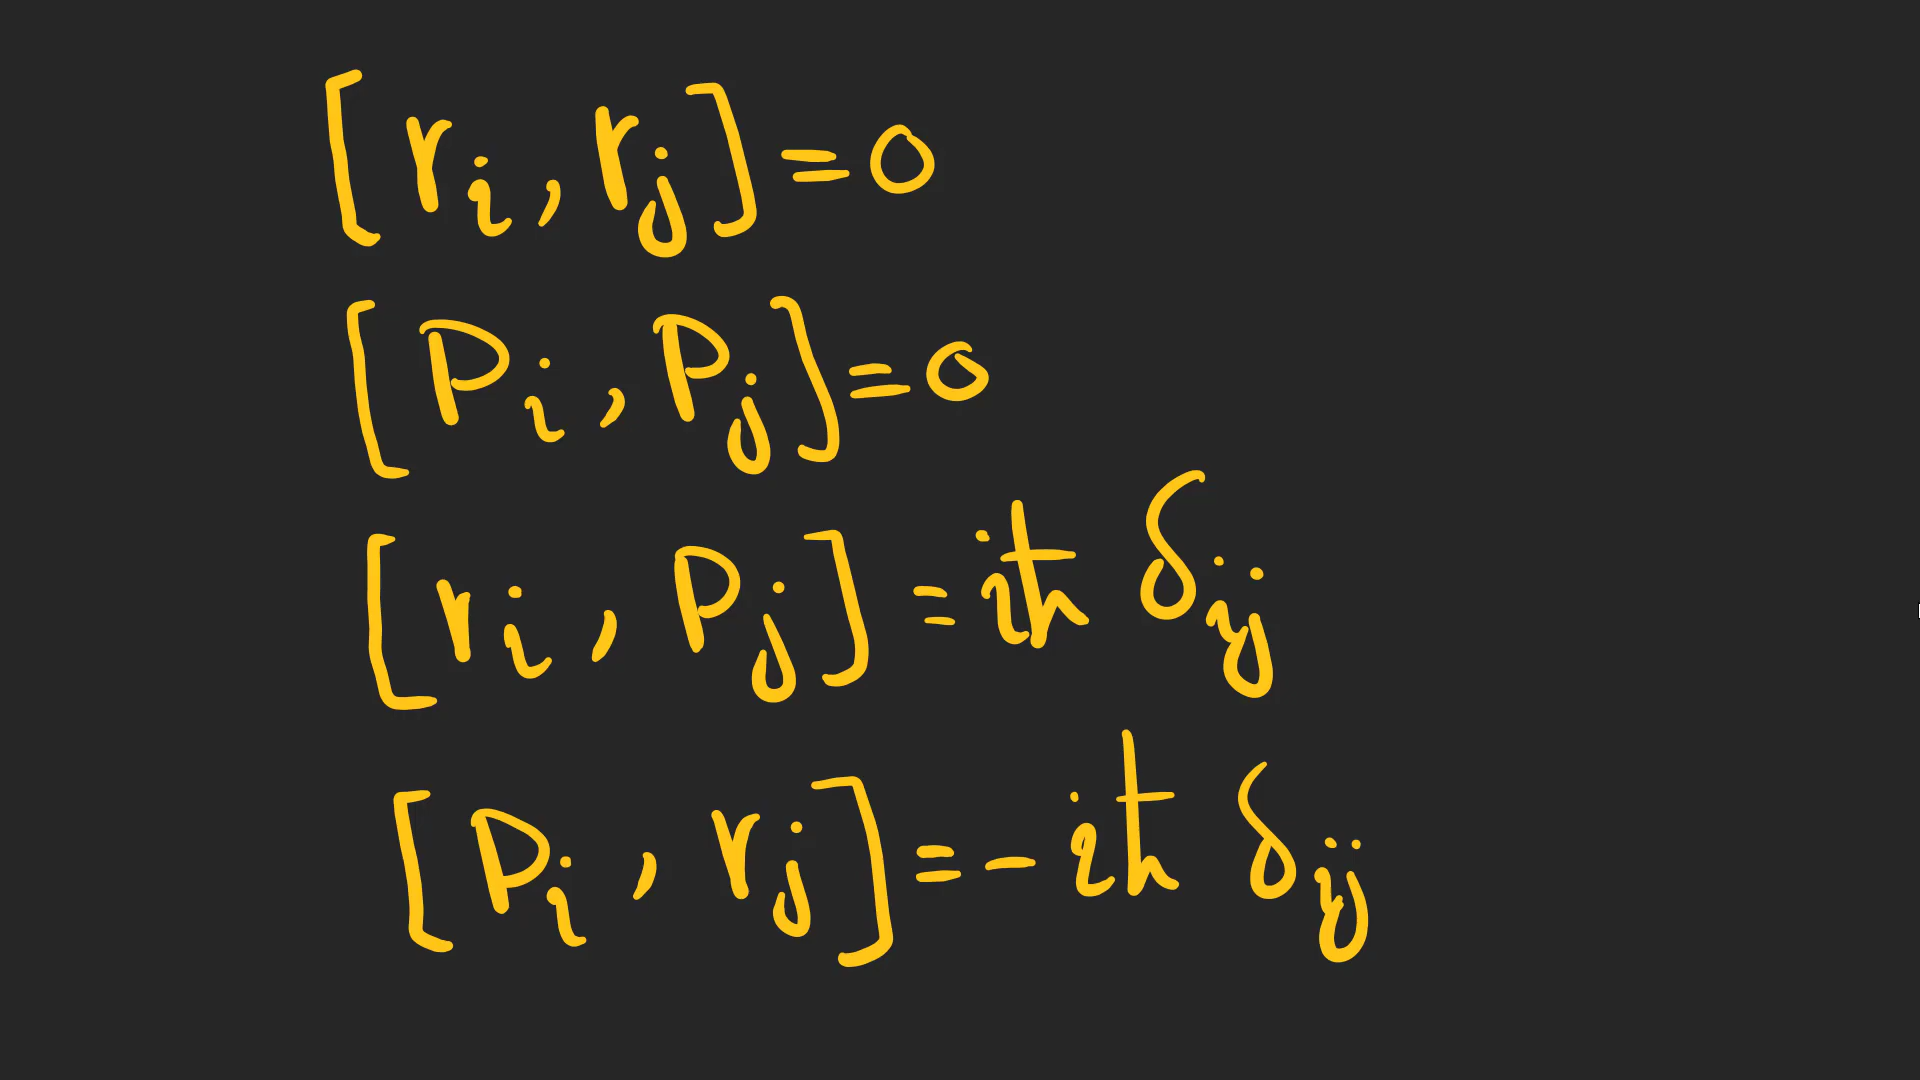 [r_i, r_j] = 0
[P_i, P_j] = 0
[r_i, P_j] = iħ δ_ij
[P_i, r_j] = -iħ δ_ij